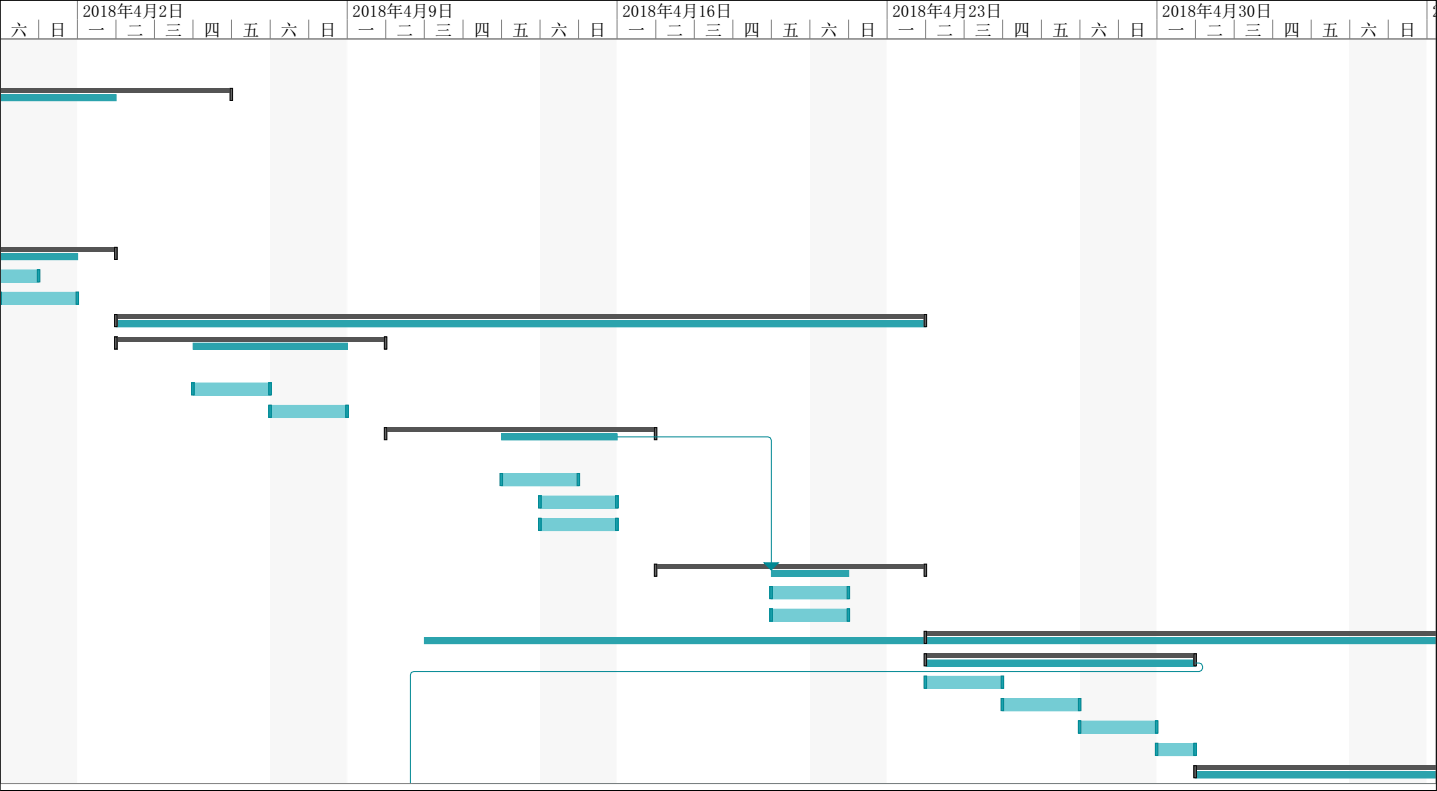 2018年4月2日 2018年4月9日 2018年4月16日 2018年4月23日 2018年4月30日
六 日 一 二 三 四 五 六 日 一 二 三 四 五 六 日 一 二 三 四 五 六 日 一 二 三 四 五 六 日 一 二 三 四 五 六 日